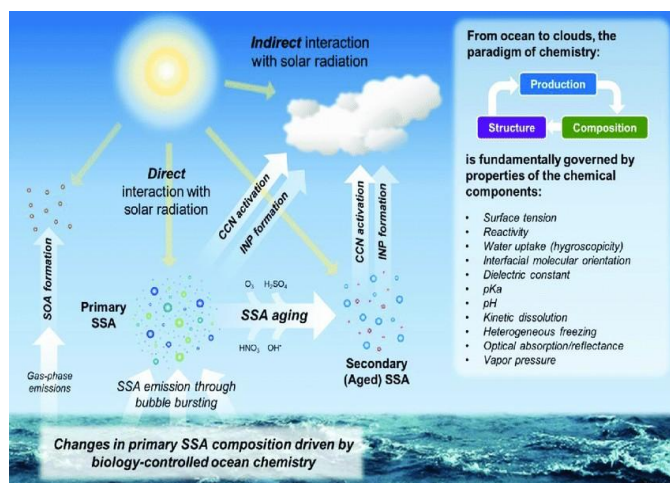 Indirect interaction
with solar radiation
Direct
interaction with
solar radiation
CCN activation
INP formation
CCN activation
INP formation
SOA formation
Primary
SSA
O₃ H₂SO₄
SSA aging
HNO₃ OH•
Secondary
(Aged) SSA
Gas-phase
emissions
SSA emission through
bubble bursting
Changes in primary SSA composition driven by
biology-controlled ocean chemistry
From ocean to clouds, the
paradigm of chemistry:
Production
Structure
Composition
is fundamentally governed by
properties of the chemical
components:
• Surface tension
• Reactivity
• Water uptake (hygroscopicity)
• Interfacial molecular orientation
• Dielectric constant
• pKa
• pH
• Kinetic dissolution
• Heterogeneous freezing
• Optical absorption/reflectance
• Vapor pressure